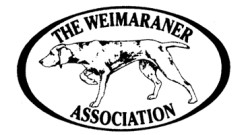 THE WEIMARANER
ASSOCIATION